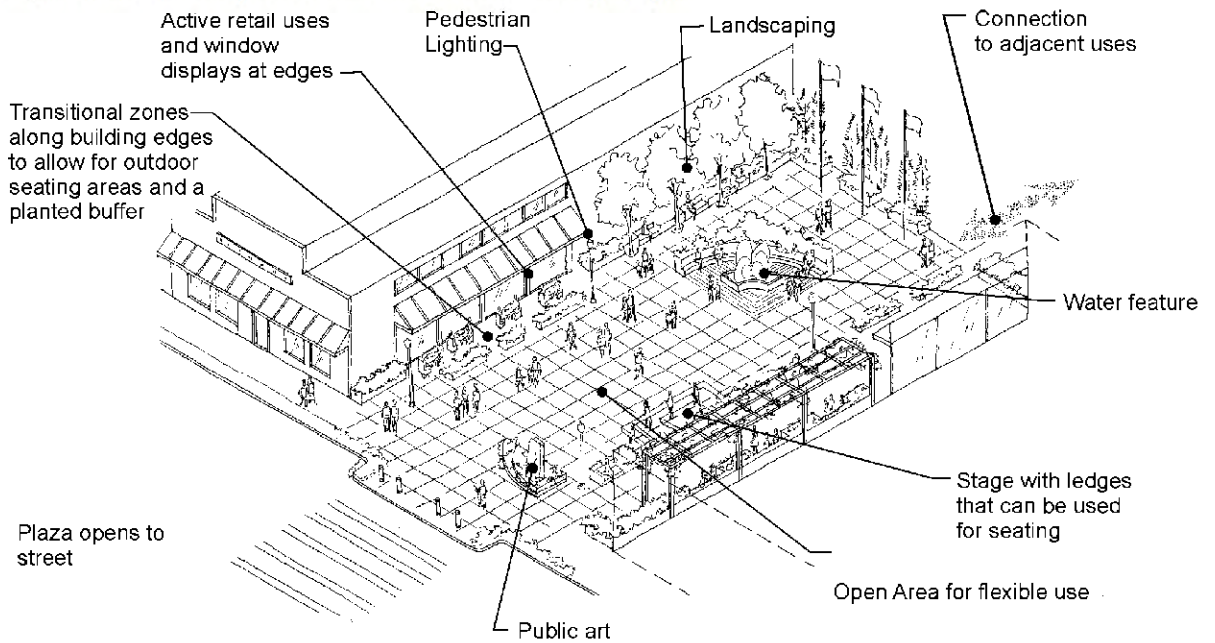 Active retail uses
and window
displays at edges
Pedestrian
Lighting
Landscaping
Connection
to adjacent uses
Transitional zones
along building edges
to allow for outdoor
seating areas and a
planted buffer
Water feature
Stage with ledges
that can be used
for seating
Plaza opens to
street
Open Area for flexible use
Public art